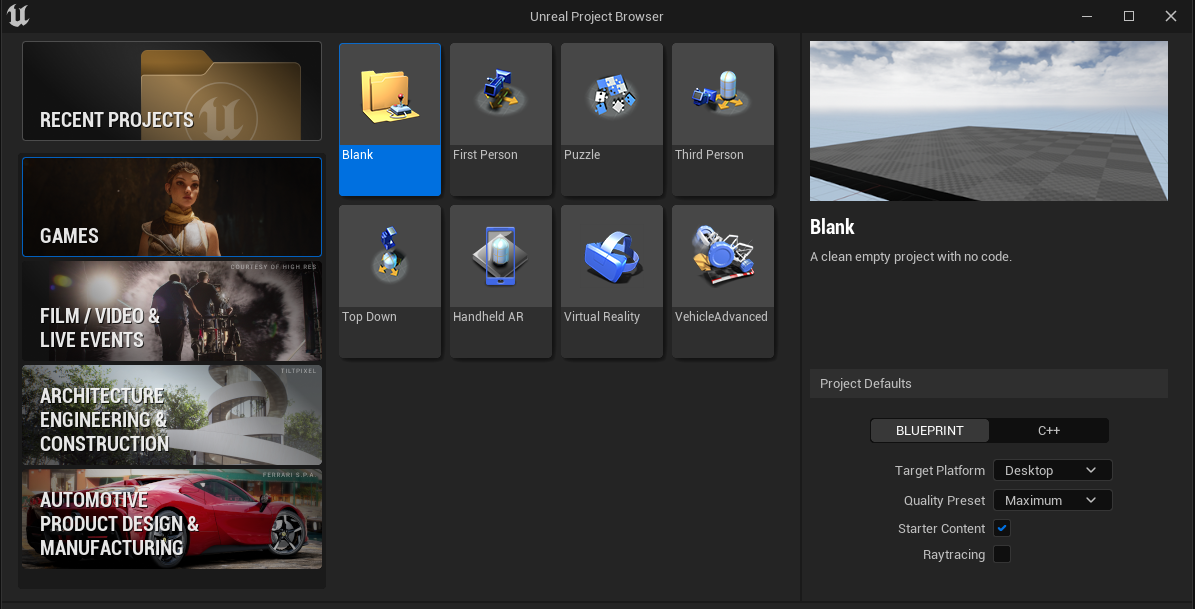 Unreal Project Browser
RECENT PROJECTS
GAMES
COURTESY OF HIGH RES
FILM / VIDEO &
LIVE EVENTS
TILTPIXEL
ARCHITECTURE
ENGINEERING &
CONSTRUCTION
FERRARI S.P.A.
AUTOMOTIVE
PRODUCT DESIGN &
MANUFACTURING
Blank
First Person
Puzzle
Third Person
Top Down
Handheld AR
Virtual Reality
VehicleAdvanced
Blank
A clean empty project with no code.
Project Defaults
BLUEPRINT
C++
Target Platform
Desktop
Quality Preset
Maximum
Starter Content
Raytracing